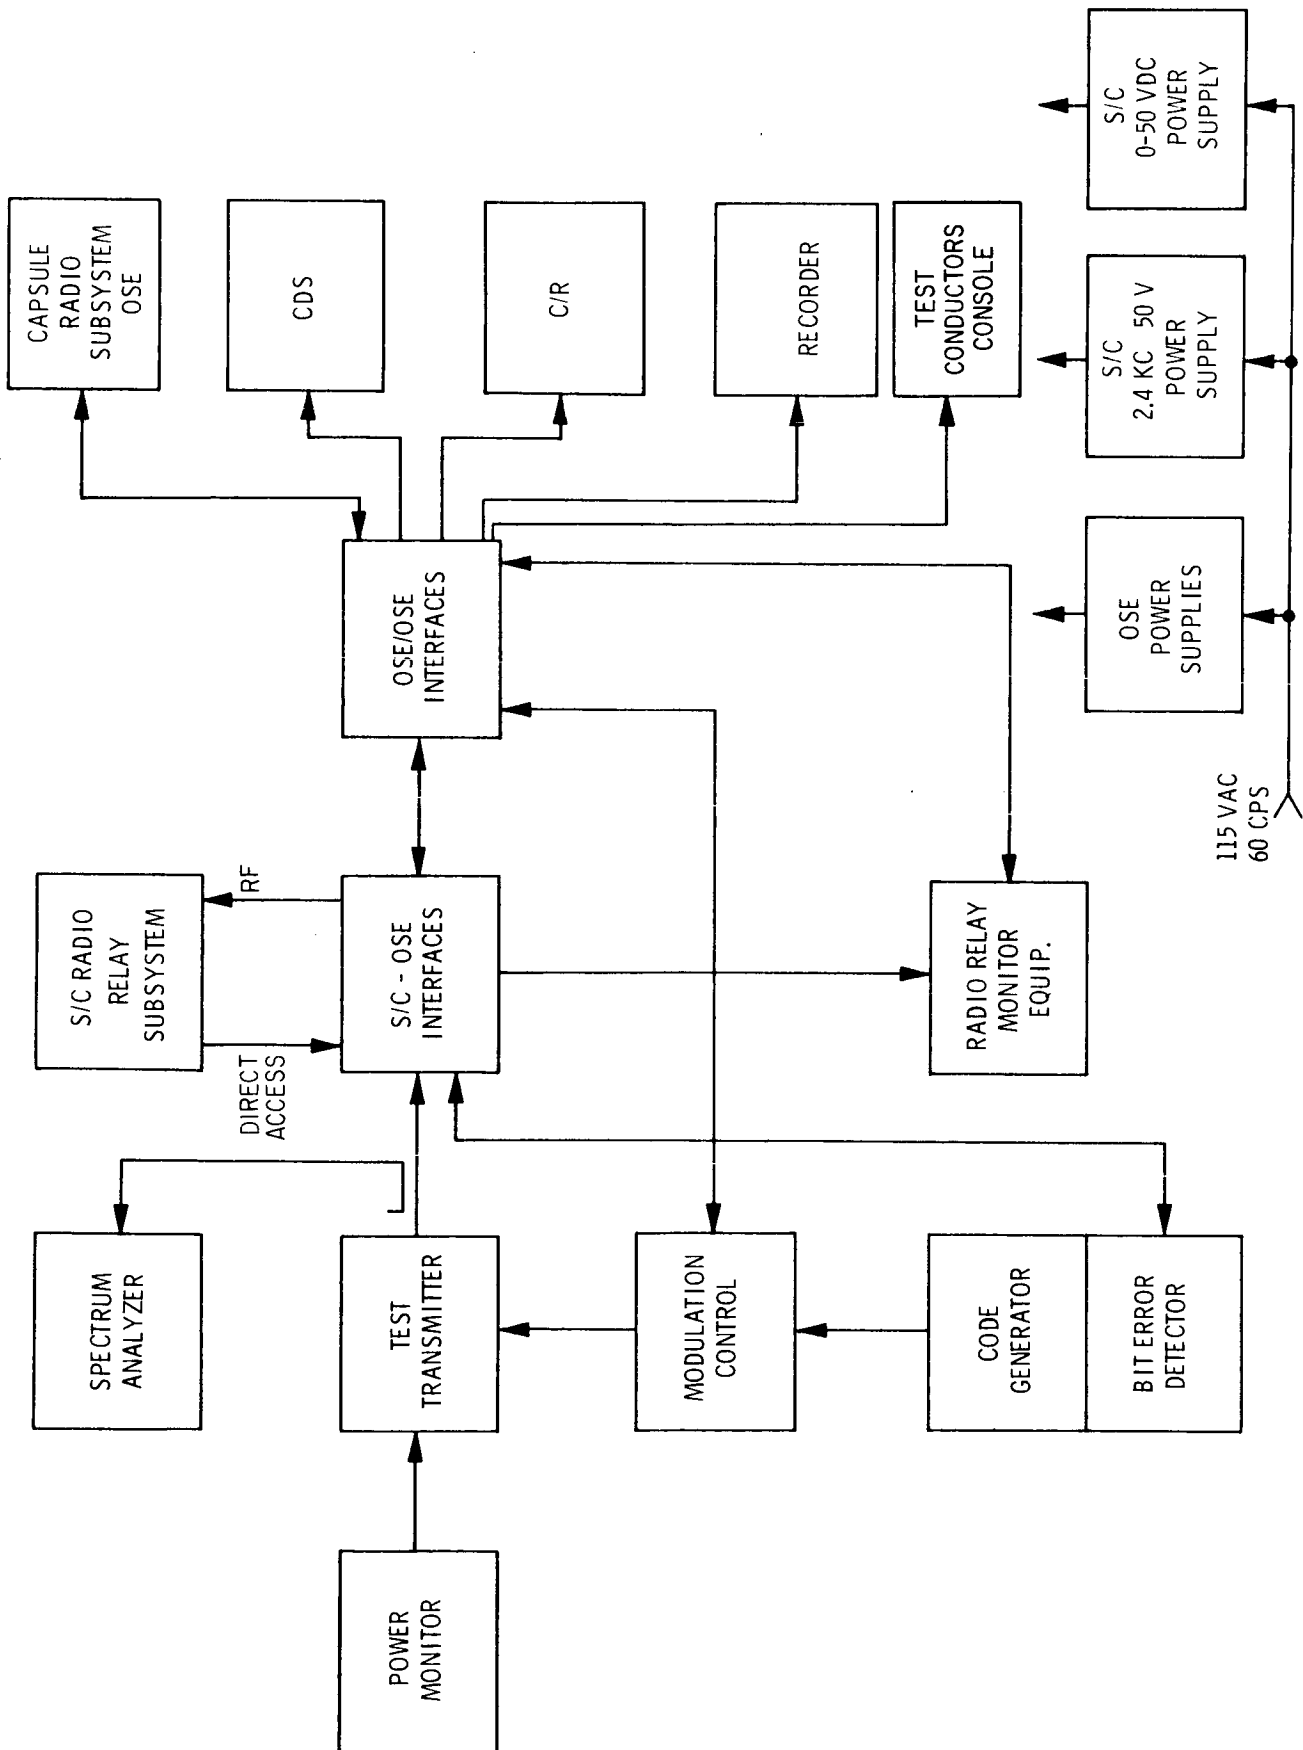 POWER
MONITOR
SPECTRUM
ANALYZER
TEST
TRANSMITTER
MODULATION
CONTROL
CODE
GENERATOR
BIT ERROR
DETECTOR
DIRECT
ACCESS
S/C RADIO
RELAY
SUBSYSTEM
RF
S/C - OSE
INTERFACES
RADIO RELAY
MONITOR
EQUIP.
OSE/OSE
INTERFACES
CAPSULE
RADIO
SUBSYSTEM
OSE
CDS
C/R
RECORDER
TEST
CONDUCTORS
CONSOLE
115 VAC
60 CPS
OSE
POWER
SUPPLIES
S/C
2.4 KC 50 V
POWER
SUPPLY
S/C
0-50 VDC
POWER
SUPPLY